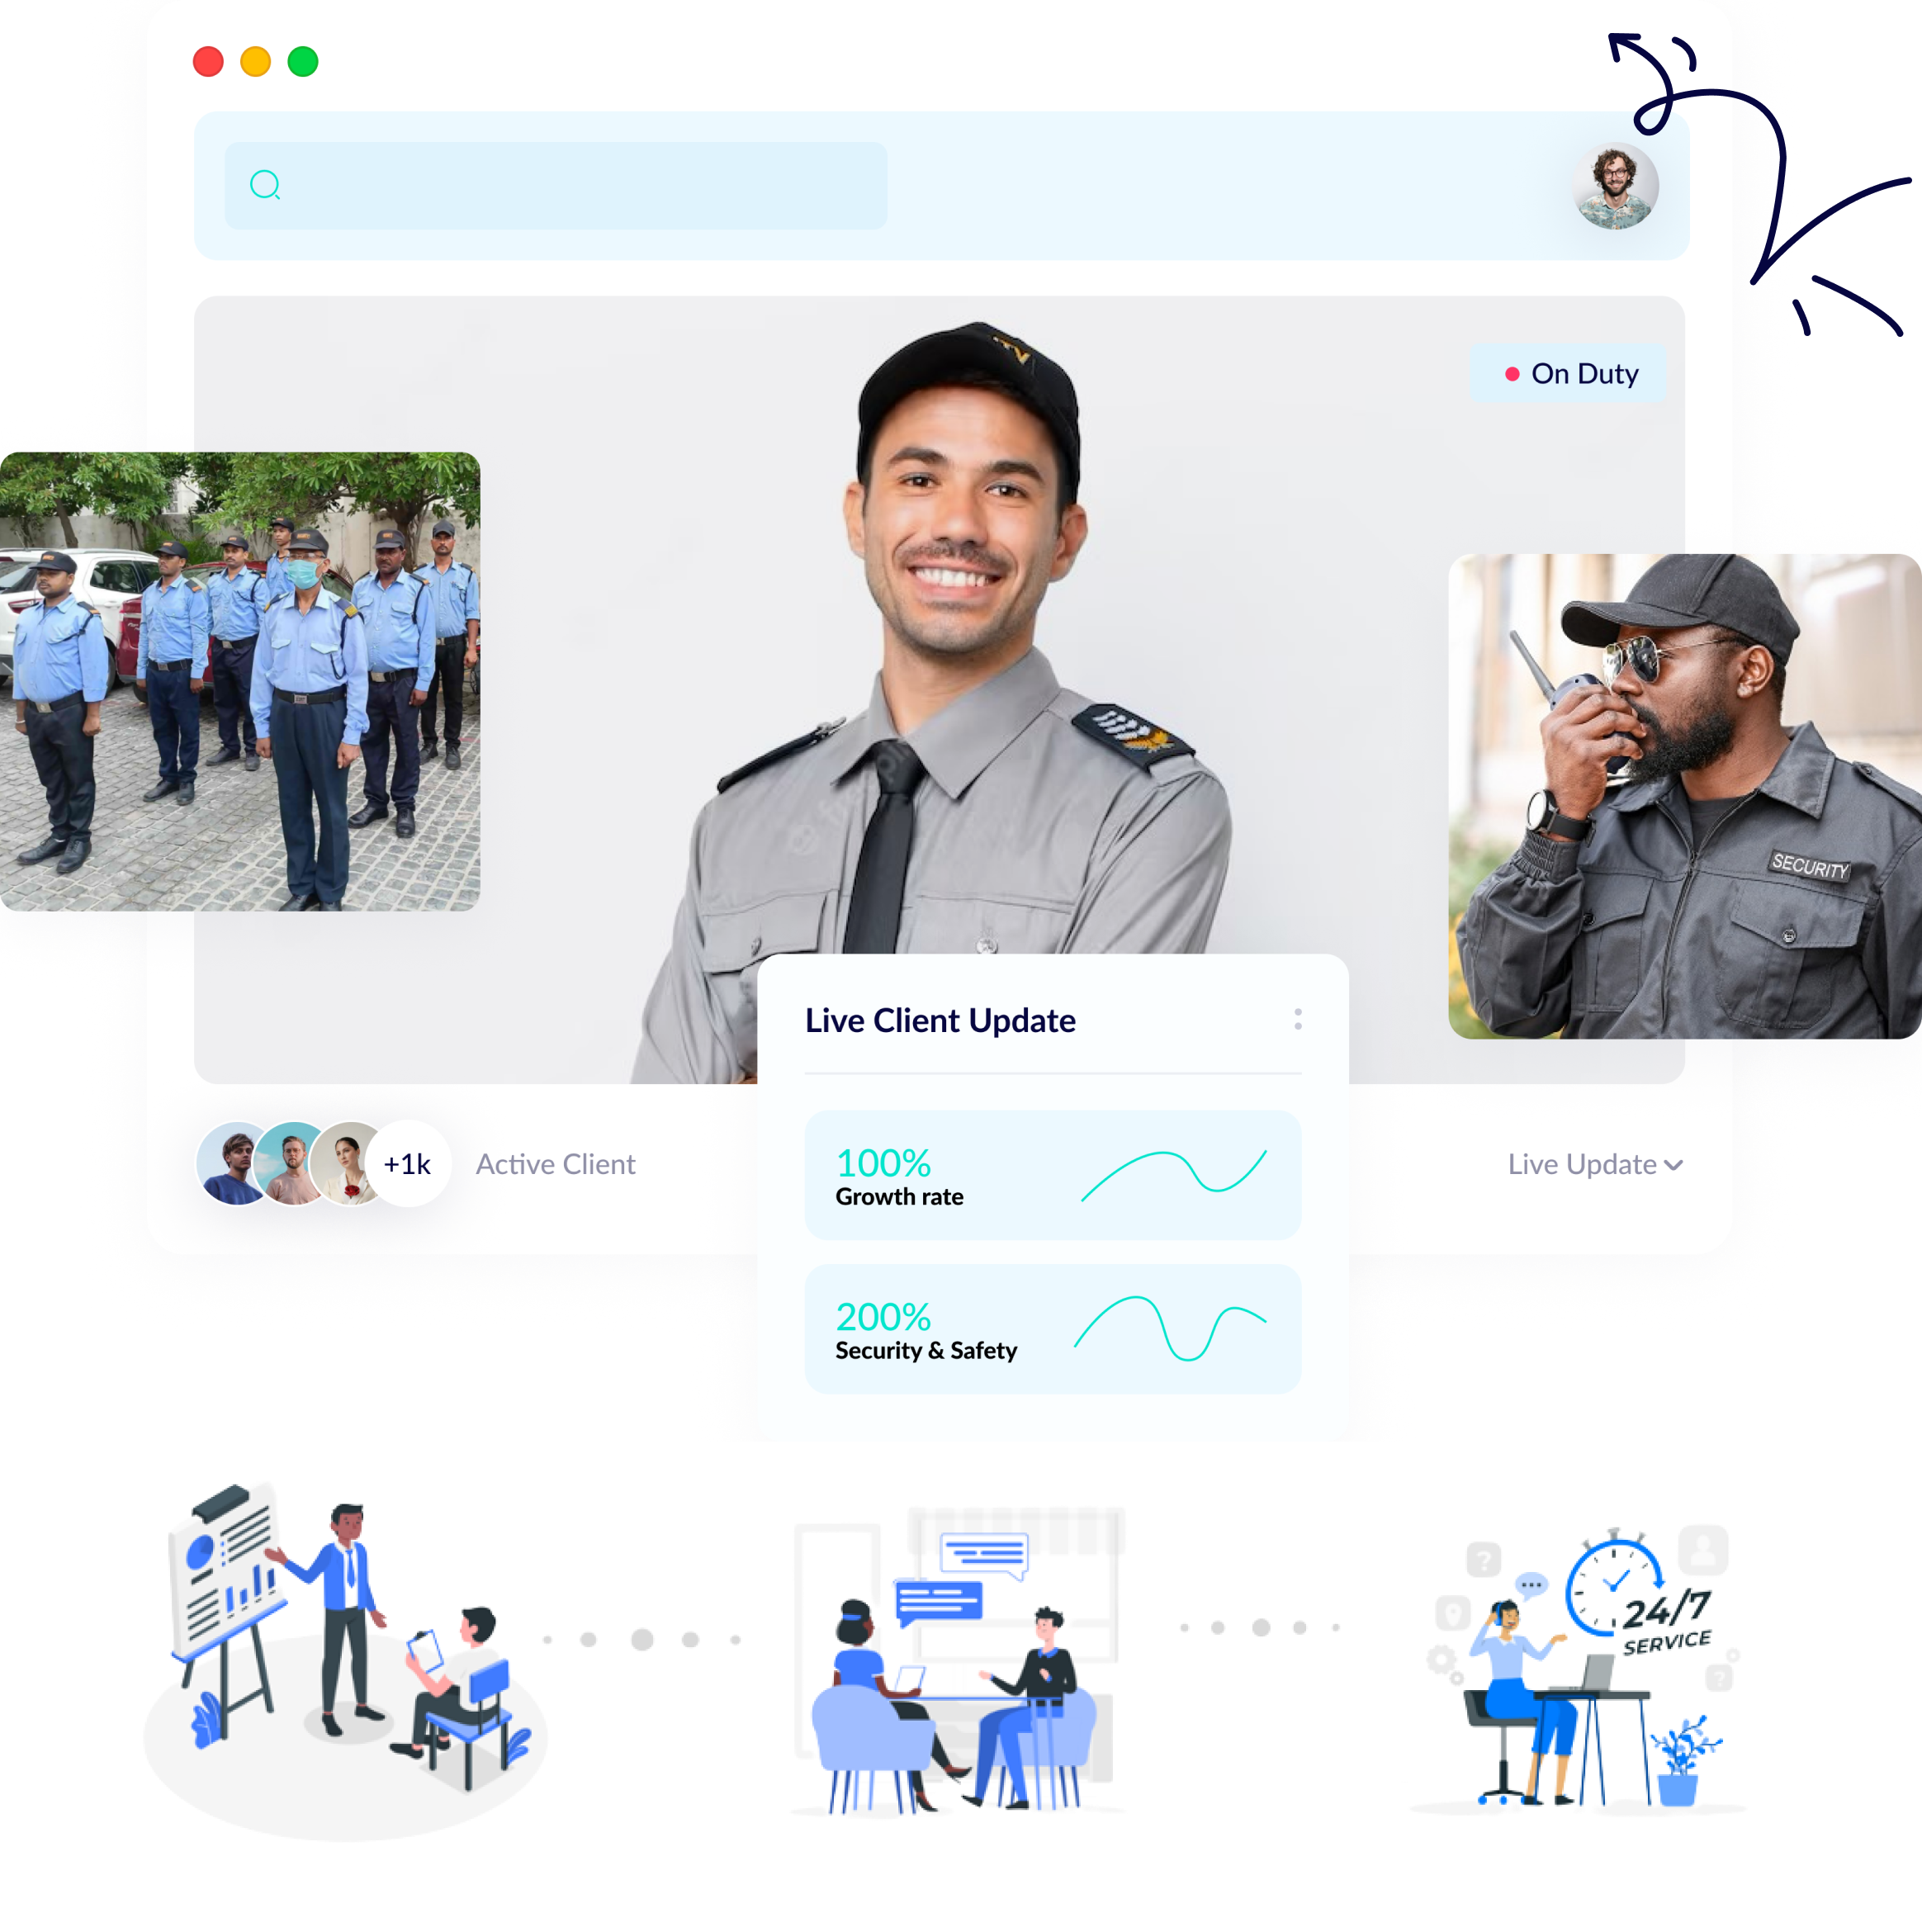 On Duty
SECURITY
Live Client Update
100%
Growth rate
+1k
Active Client
Live Update
200%
Security & Safety
24/7
SERVICE